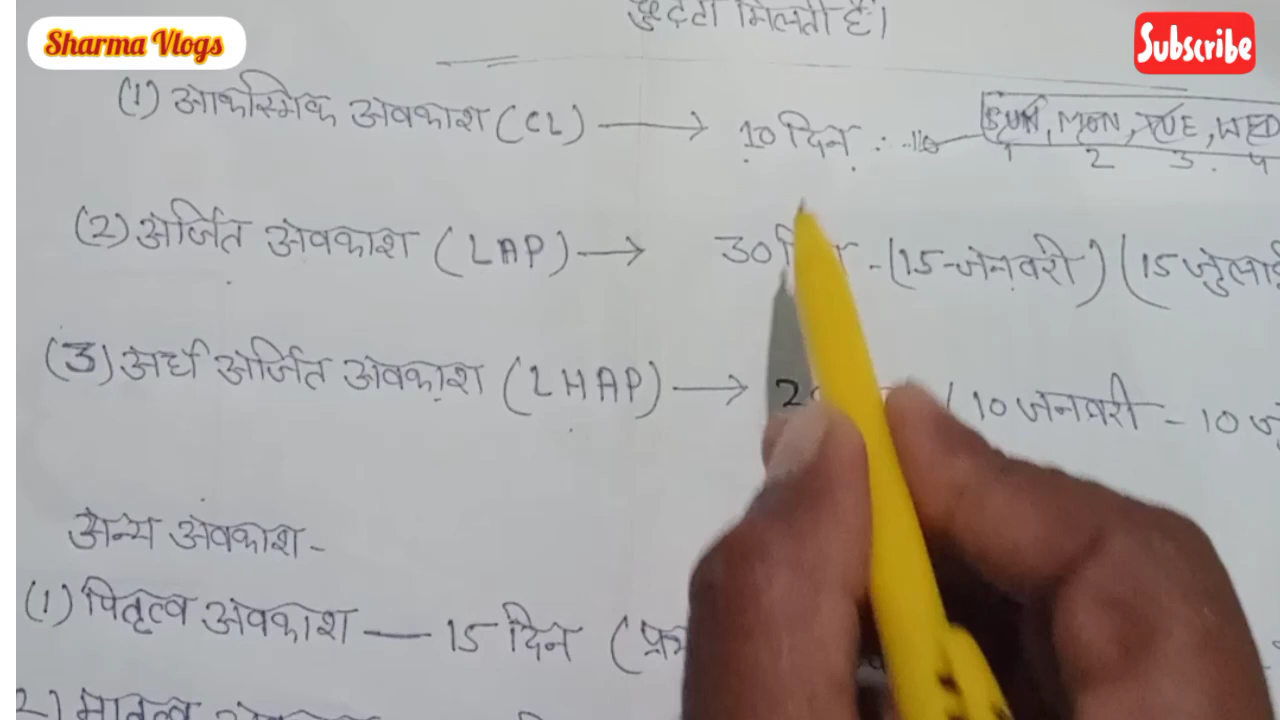 Sharma Vlogs
Subscribe
छुट्टी मिलती है।
(1) आकस्मिक अवकाश (CL) → 10 दिन SUN, MON, TUE, WED
1 2 3 4
(2) अर्जित अवकाश (LAP) → 30 - (15-जनवरी) (15 जुलाई
(3) अर्ध अर्जित अवकाश (LHAP) → (10 जनवरी - 10
अन्य अवकाश -
(1) पितृत्व अवकाश — 15 दिन (
2)